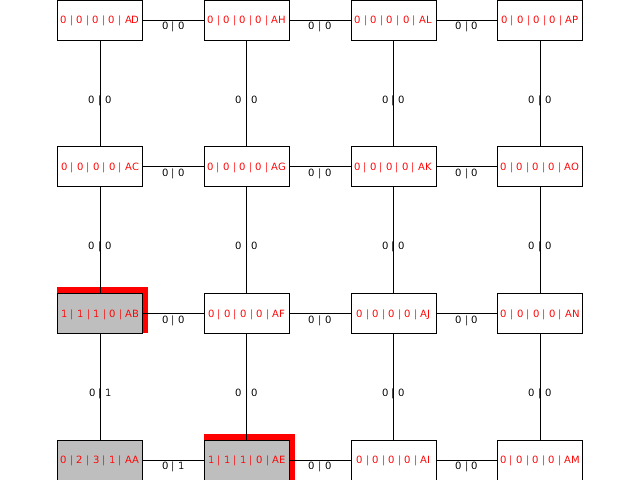 0 | 0 | 0 | 0 | AD
0 | 0
0 | 0 | 0 | 0 | AH
0 | 0
0 | 0 | 0 | 0 | AL
0 | 0
0 | 0 | 0 | 0 | AP
0 | 0
0 | 0
0 | 0
0 | 0
0 | 0 | 0 | 0 | AC
0 | 0
0 | 0 | 0 | 0 | AG
0 | 0
0 | 0 | 0 | 0 | AK
0 | 0
0 | 0 | 0 | 0 | AO
0 | 0
0 | 0
0 | 0
0 | 0
1 | 1 | 1 | 0 | AB
0 | 0
0 | 0 | 0 | 0 | AF
0 | 0
0 | 0 | 0 | 0 | AJ
0 | 0
0 | 0 | 0 | 0 | AN
0 | 1
0 | 0
0 | 0
0 | 0
0 | 2 | 3 | 1 | AA
0 | 1
1 | 1 | 1 | 0 | AE
0 | 0
0 | 0 | 0 | 0 | AI
0 | 0
0 | 0 | 0 | 0 | AM